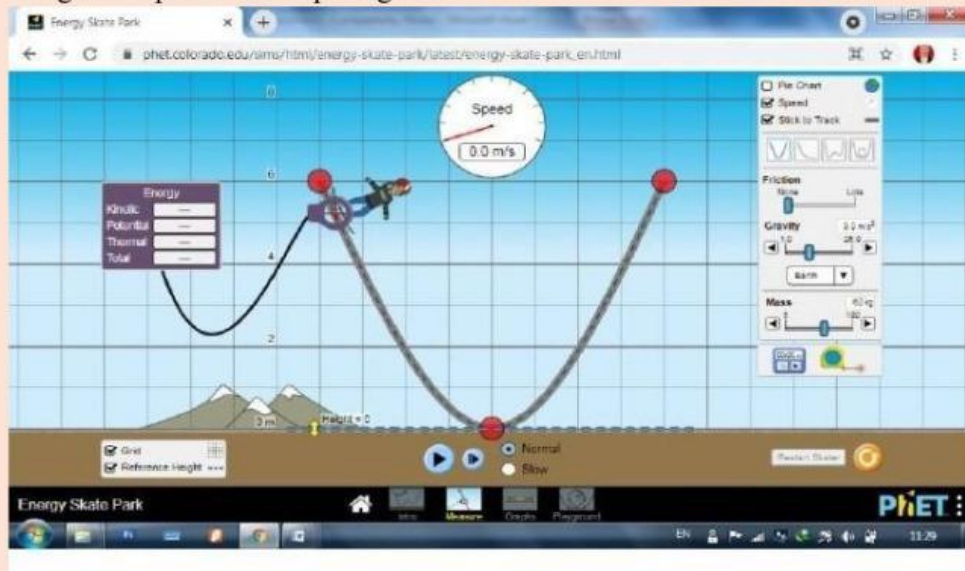 Energy Skate Park
phet.colorado.edu/sims/html/energy-skate-park/latest/energy-skate-park_en.html
Speed
0.0 m/s
Pie Chart
Speed
Stick to Track
Energy
Kinetic
Potential
Thermal
Total
6
4
2
0 m
Height = 0
Friction
None Lots
Gravity
Earth
Mass
60 kg
Grid
Reference Height
Normal
Slow
Restart Skater
Energy Skate Park
Intro
Measure
Graphs
Playground
PhET
EN
11:29